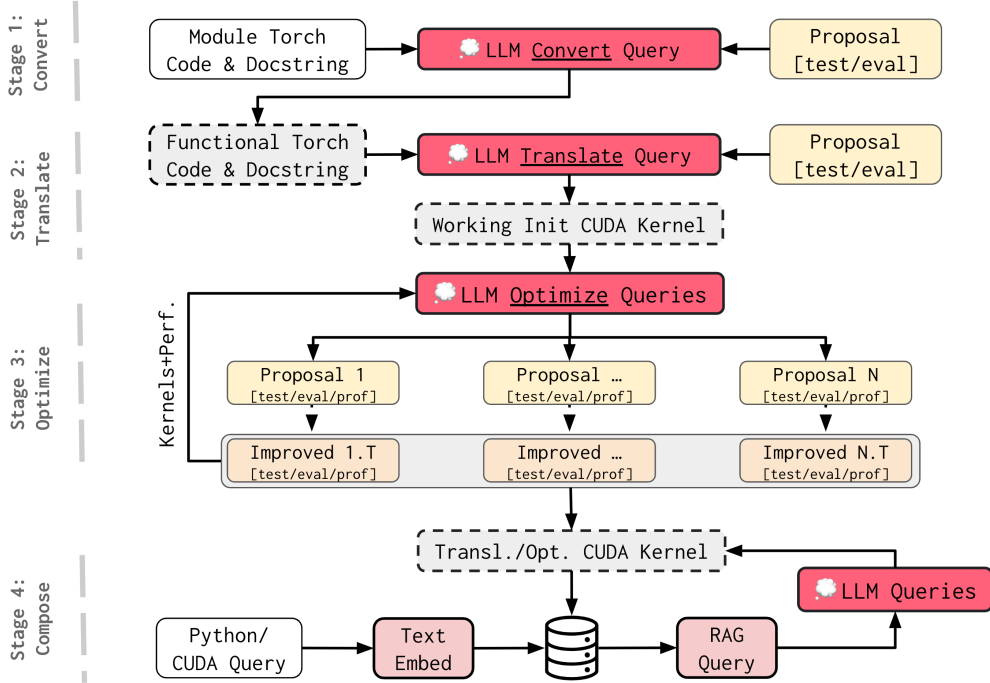 Stage 1:
Convert
Module Torch
Code & Docstring
LLM Convert Query
Proposal
[test/eval]
Stage 2:
Translate
Functional Torch
Code & Docstring
LLM Translate Query
Proposal
[test/eval]
Working Init CUDA Kernel
Stage 3:
Optimize
Kernels+Perf.
LLM Optimize Queries
Proposal 1
[test/eval/prof]
Proposal …
[test/eval/prof]
Proposal N
[test/eval/prof]
Improved 1.T
[test/eval/prof]
Improved …
[test/eval/prof]
Improved N.T
[test/eval/prof]
Stage 4:
Compose
Transl./Opt. CUDA Kernel
LLM Queries
Python/
CUDA Query
Text
Embed
RAG
Query